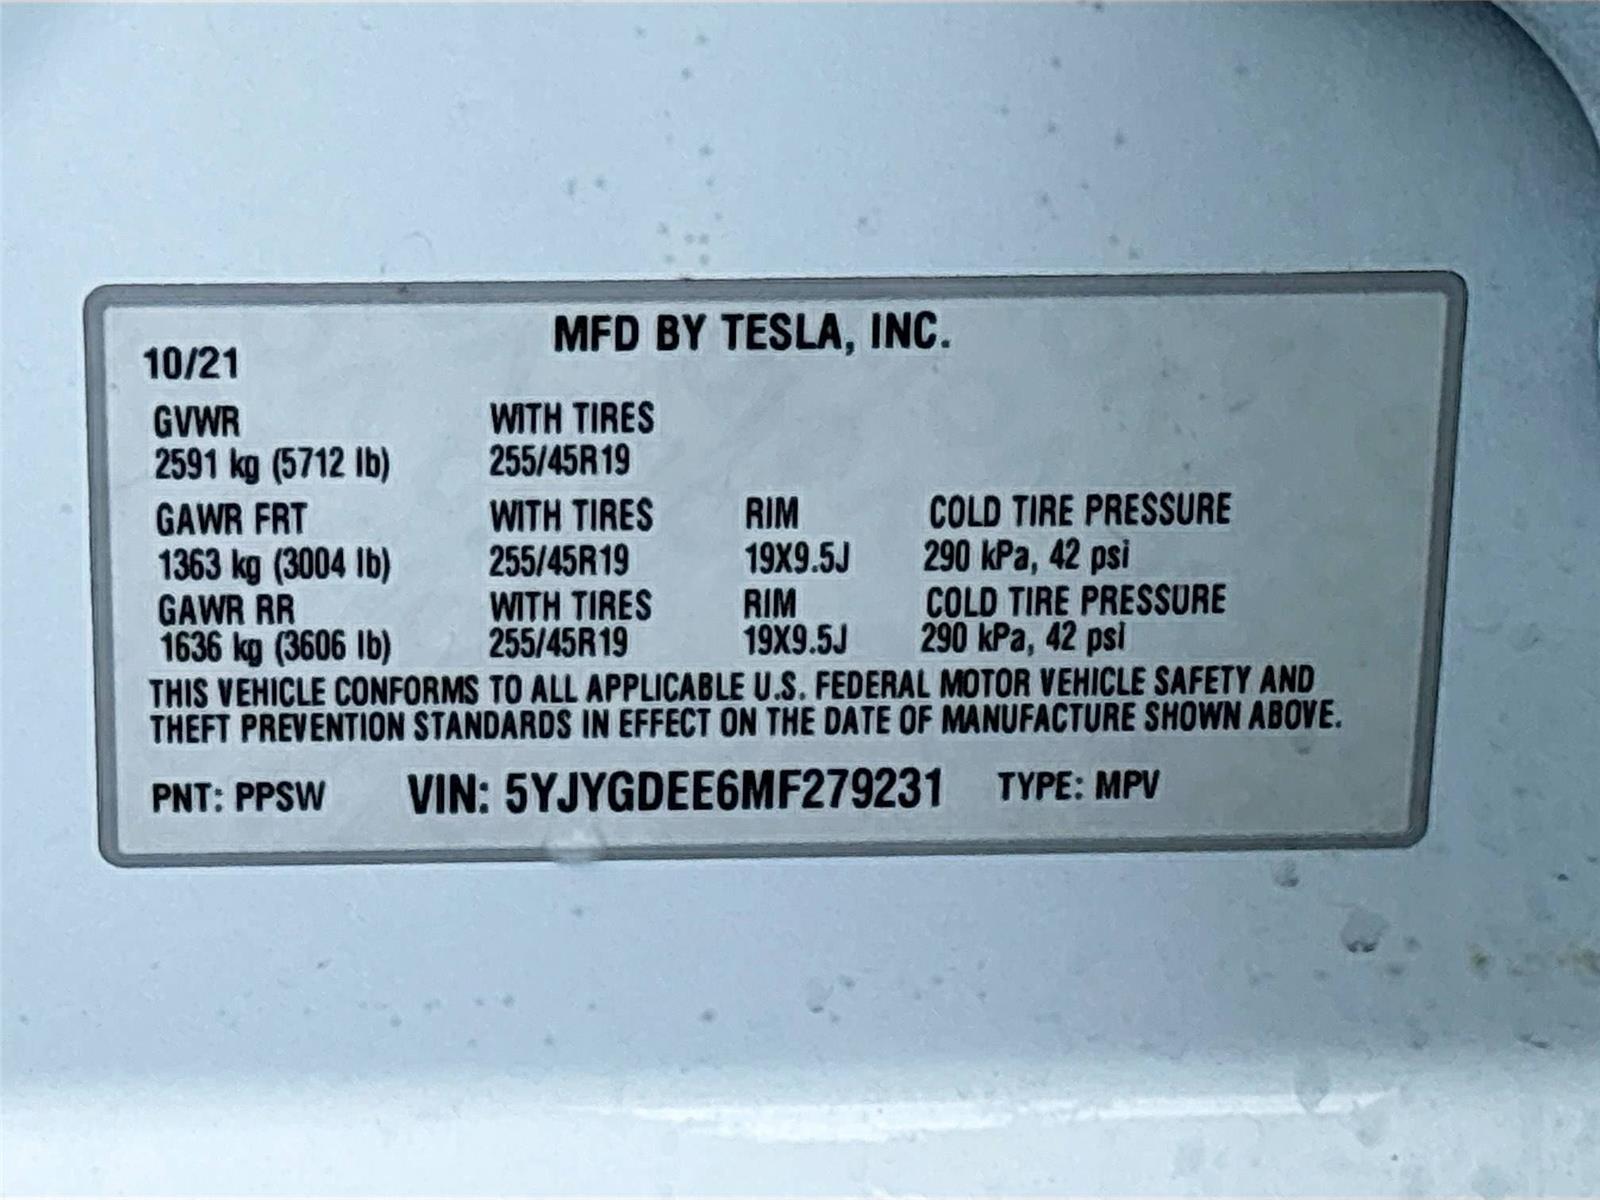 MFD BY TESLA, INC.
10/21
GVWR WITH TIRES
2591 kg (5712 lb) 255/45R19
GAWR FRT WITH TIRES RIM COLD TIRE PRESSURE
1363 kg (3004 lb) 255/45R19 19X9.5J 290 kPa, 42 psi
GAWR RR WITH TIRES RIM COLD TIRE PRESSURE
1636 kg (3606 lb) 255/45R19 19X9.5J 290 kPa, 42 psi
THIS VEHICLE CONFORMS TO ALL APPLICABLE U.S. FEDERAL MOTOR VEHICLE SAFETY AND
THEFT PREVENTION STANDARDS IN EFFECT ON THE DATE OF MANUFACTURE SHOWN ABOVE.
PNT: PPSW VIN: 5YJYGDEE6MF279231 TYPE: MPV